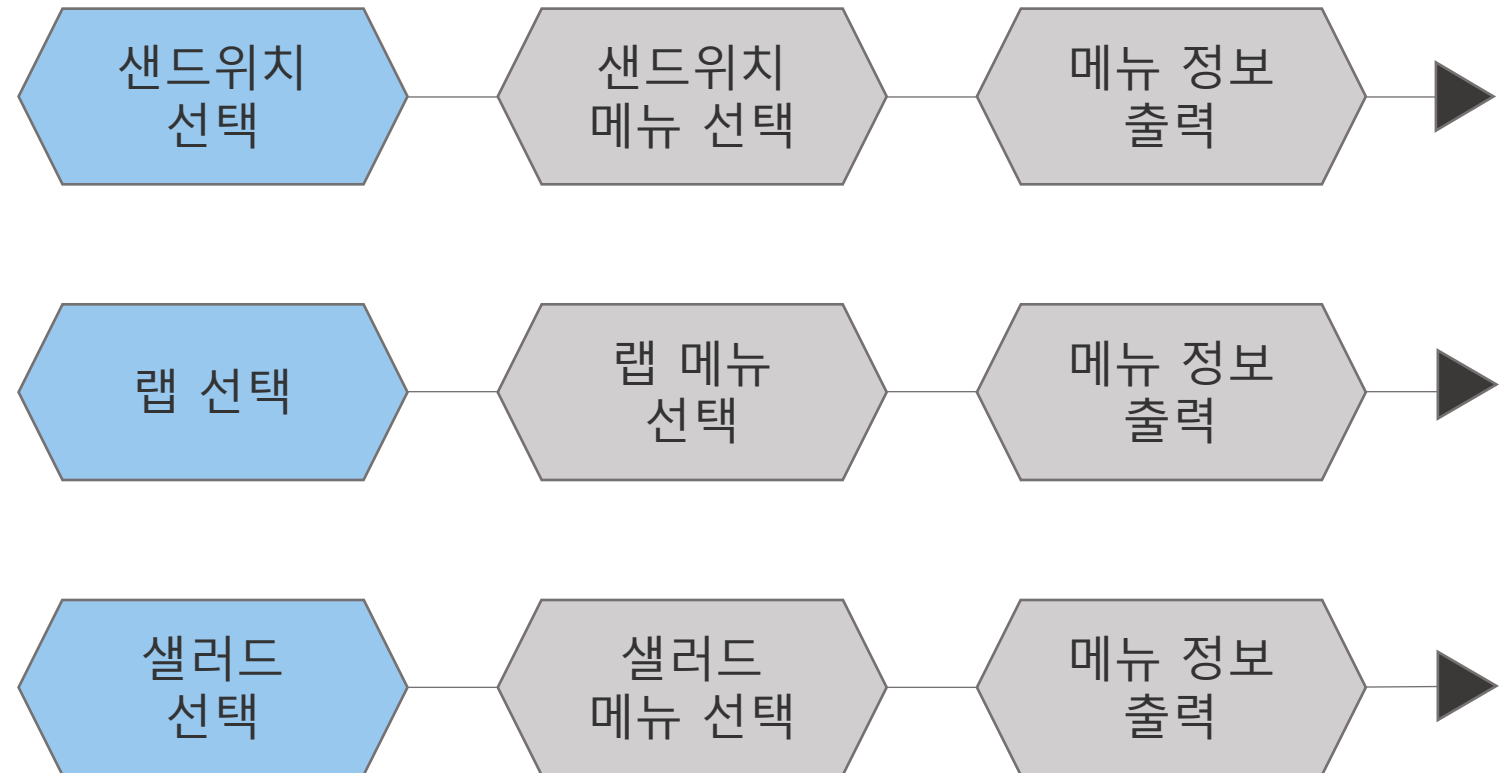 샌드위치
선택
샌드위치
메뉴 선택
메뉴 정보
출력
랩 선택
랩 메뉴
선택
메뉴 정보
출력
샐러드
선택
샐러드
메뉴 선택
메뉴 정보
출력